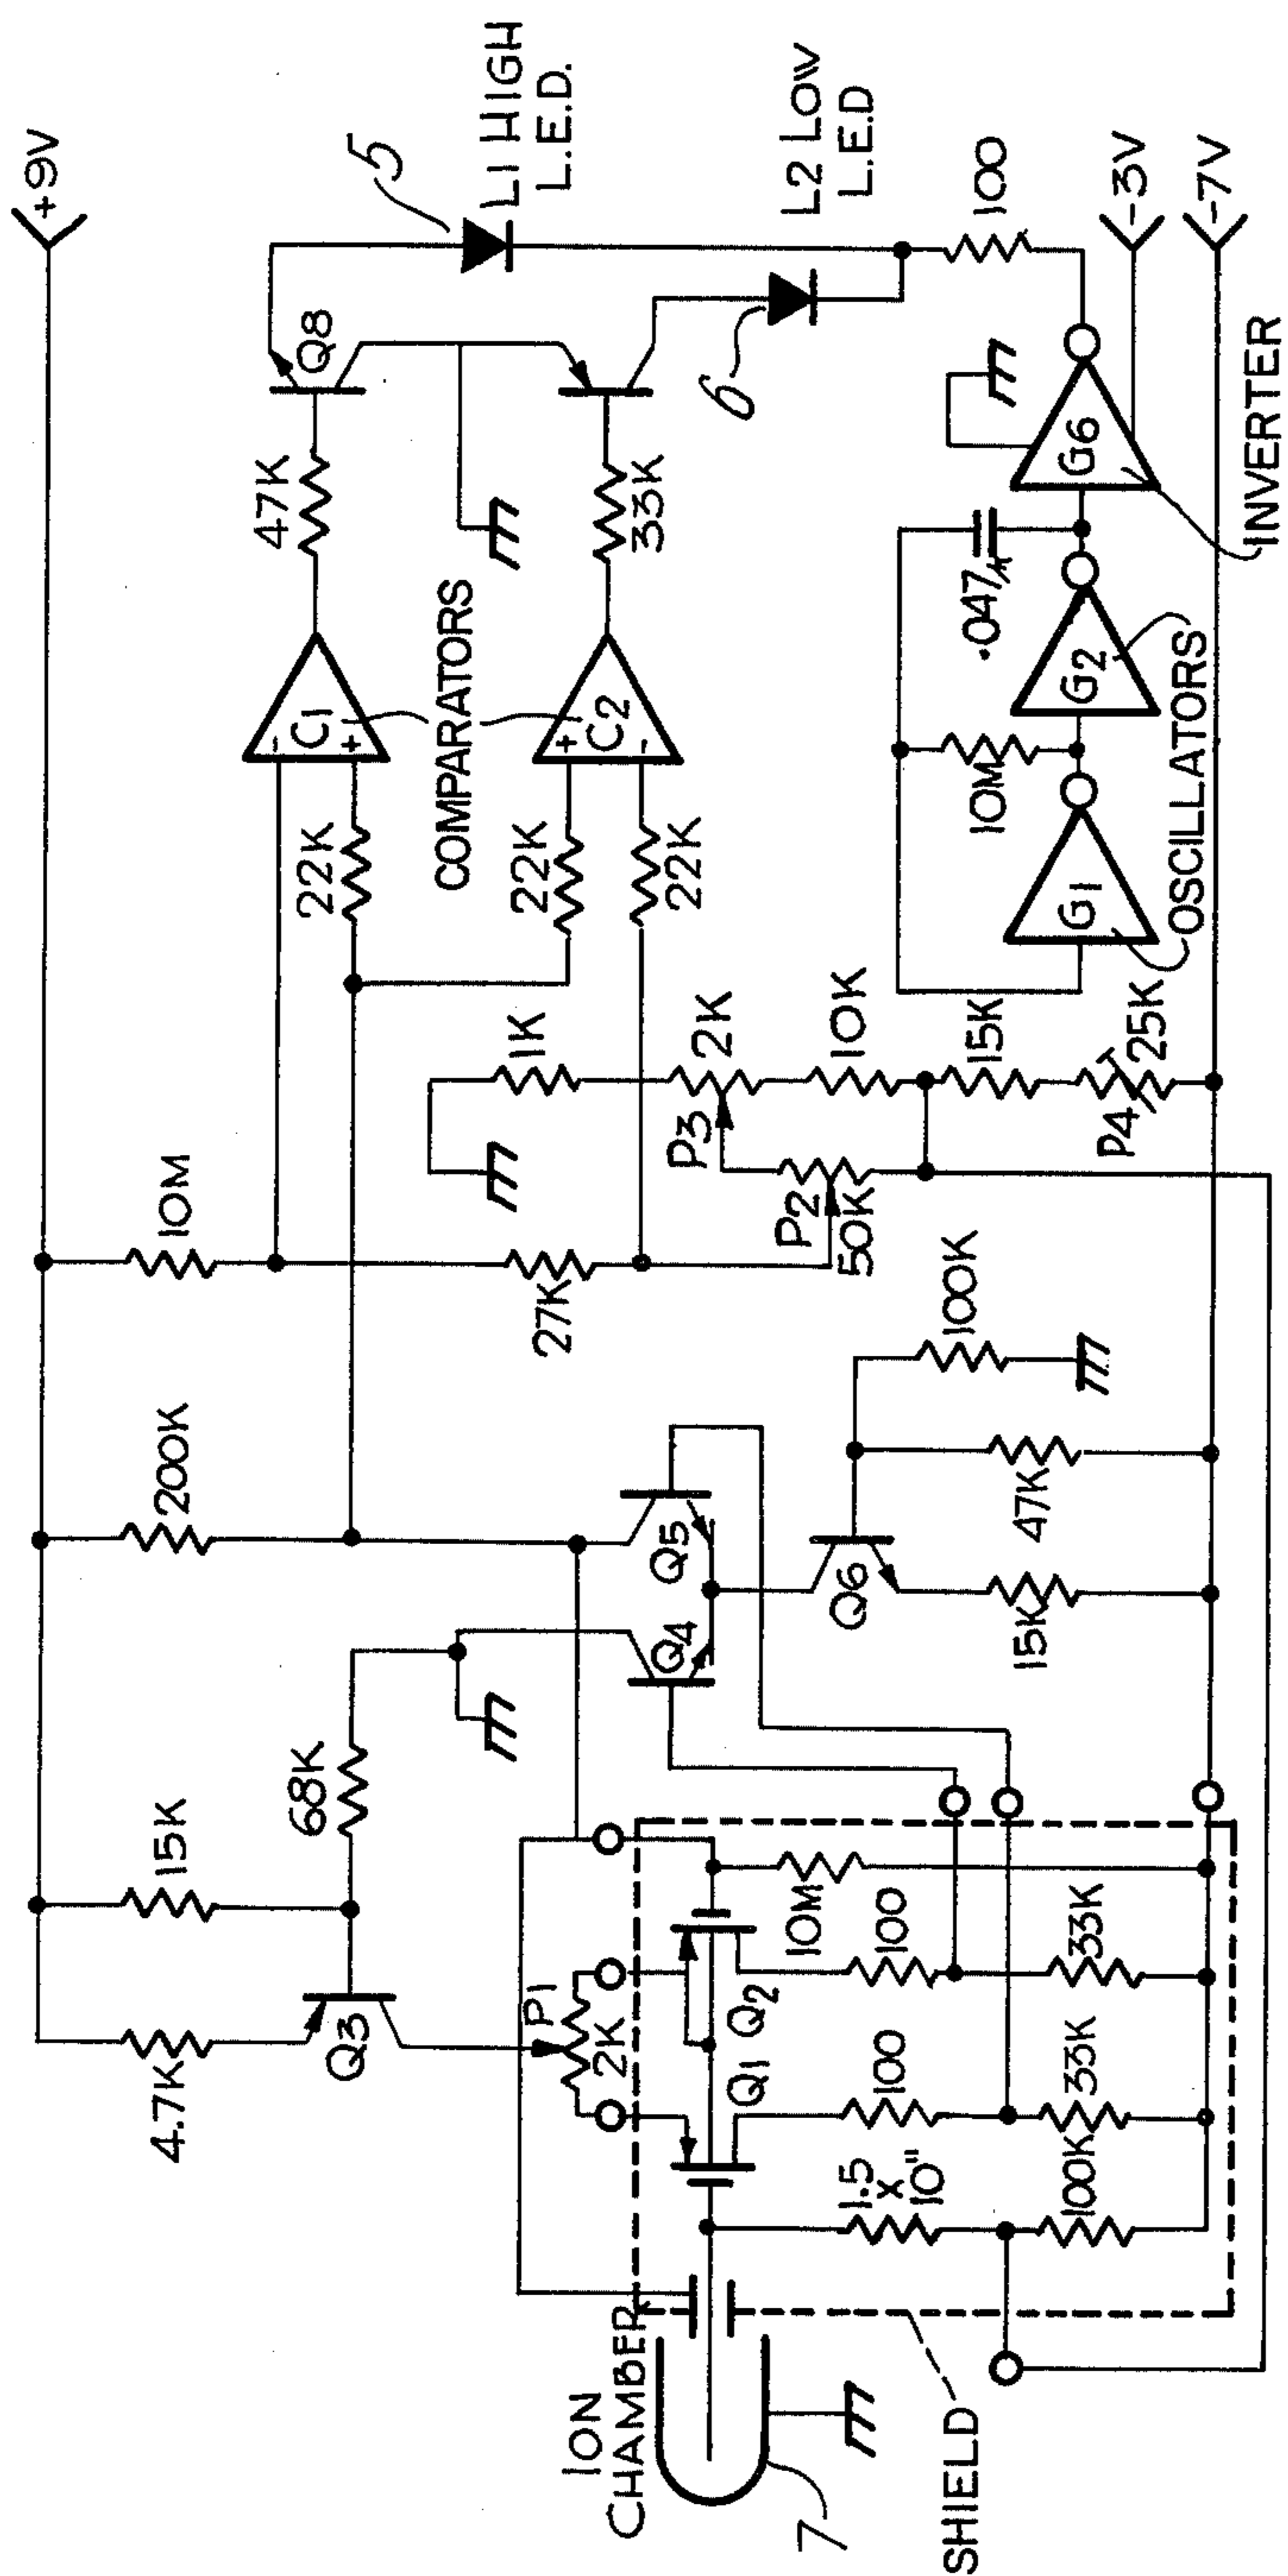 +9V
4.7K
15K
200K
10M
Q3
68K
P1
2K
ION
CHAMBER
7
SHIELD
Q1
Q2
1.5
x
10"
100
100
10M
100K
33K
33K
Q4
Q5
Q6
15K
47K
100K
27K
22K
22K
22K
-
C1
+
+
C2
-
COMPARATORS
47K
33K
Q8
5
L1 HIGH
L.E.D.
6
L2 LOW
L.E.D
100
1K
P3
2K
P2
50K
10K
15K
P4
25K
G1
10M
G2
.047µ
G6
OSCILLATORS
INVERTER
-3V
-7V